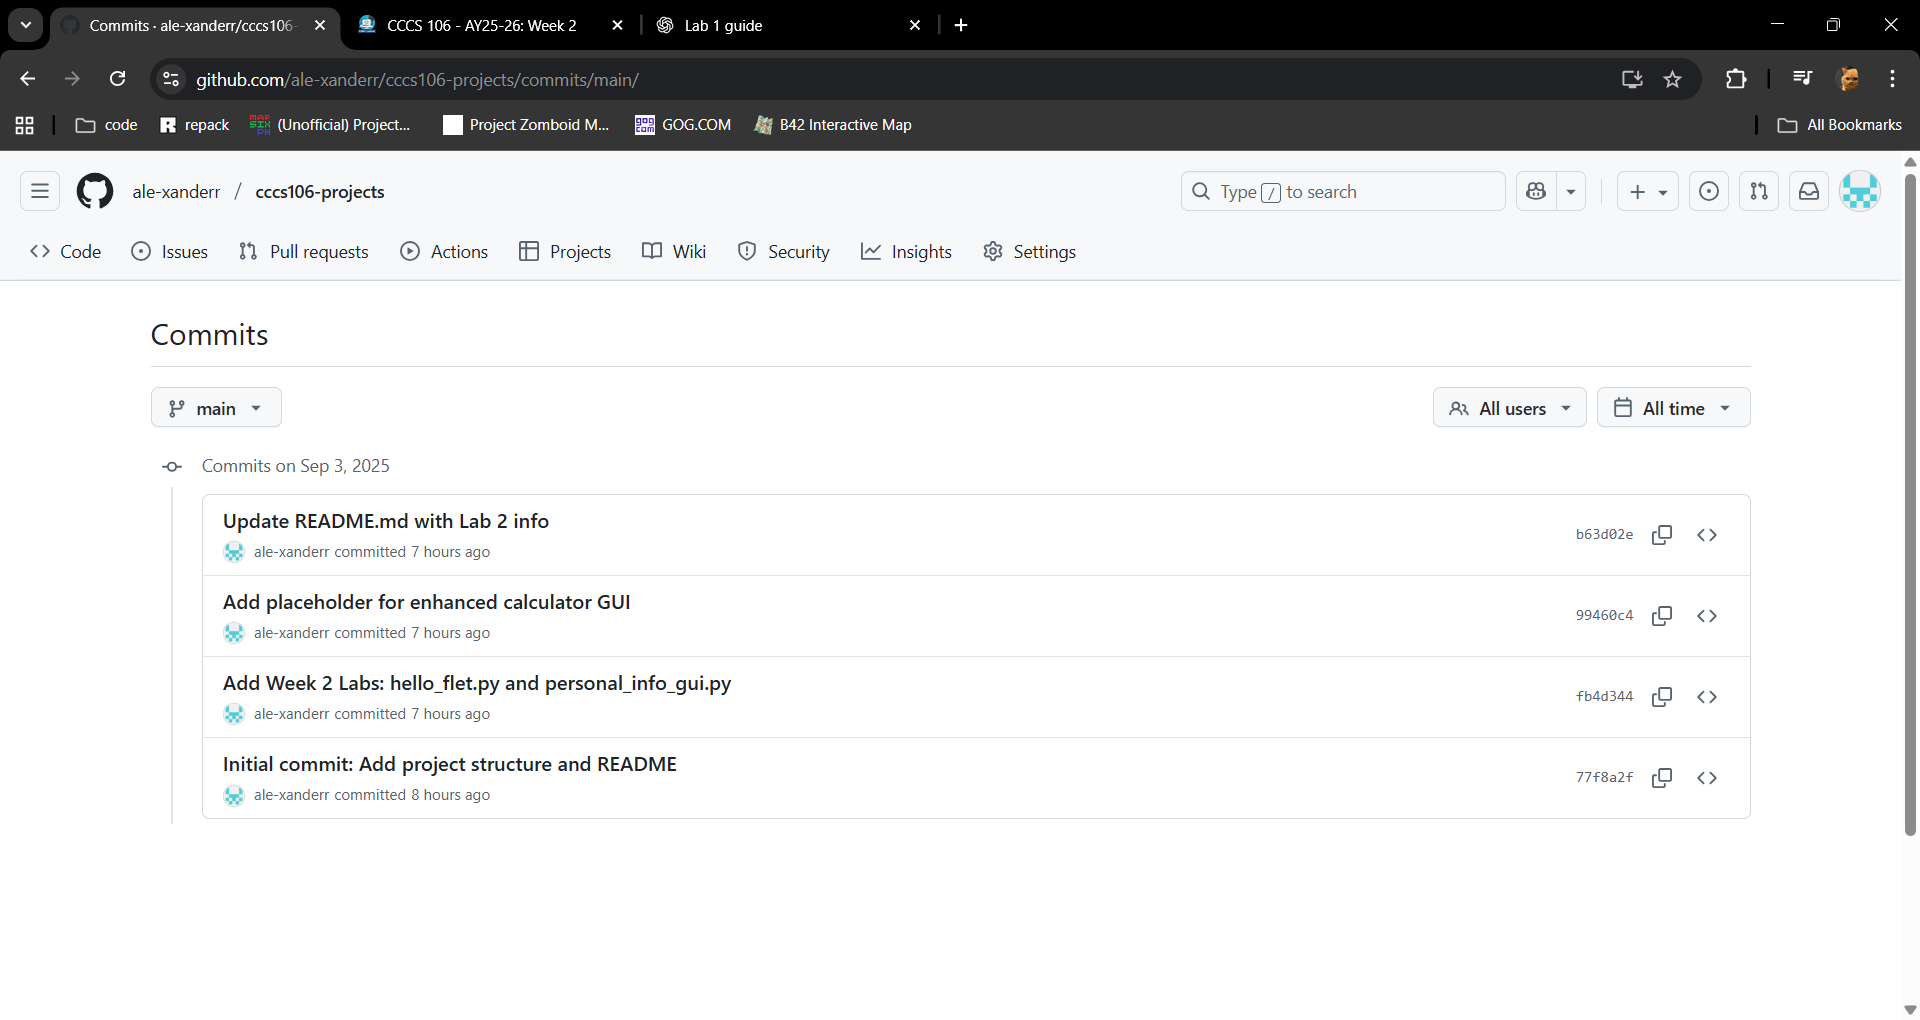 Commits · ale-xanderr/cccs106-
CCCS 106 - AY25-26: Week 2
Lab 1 guide
github.com/ale-xanderr/cccs106-projects/commits/main/
code
repack
MAP SIX PH
(Unofficial) Project...
Project Zomboid M...
GOG COM
GOG.COM
B42 Interactive Map
All Bookmarks
ale-xanderr / cccs106-projects
Type / to search
Code
Issues
Pull requests
Actions
Projects
Wiki
Security
Insights
Settings
Commits
main
All users
All time
Commits on Sep 3, 2025
Update README.md with Lab 2 info
ale-xanderr committed 7 hours ago
b63d02e
Add placeholder for enhanced calculator GUI
ale-xanderr committed 7 hours ago
99460c4
Add Week 2 Labs: hello_flet.py and personal_info_gui.py
ale-xanderr committed 7 hours ago
fb4d344
Initial commit: Add project structure and README
ale-xanderr committed 8 hours ago
77f8a2f